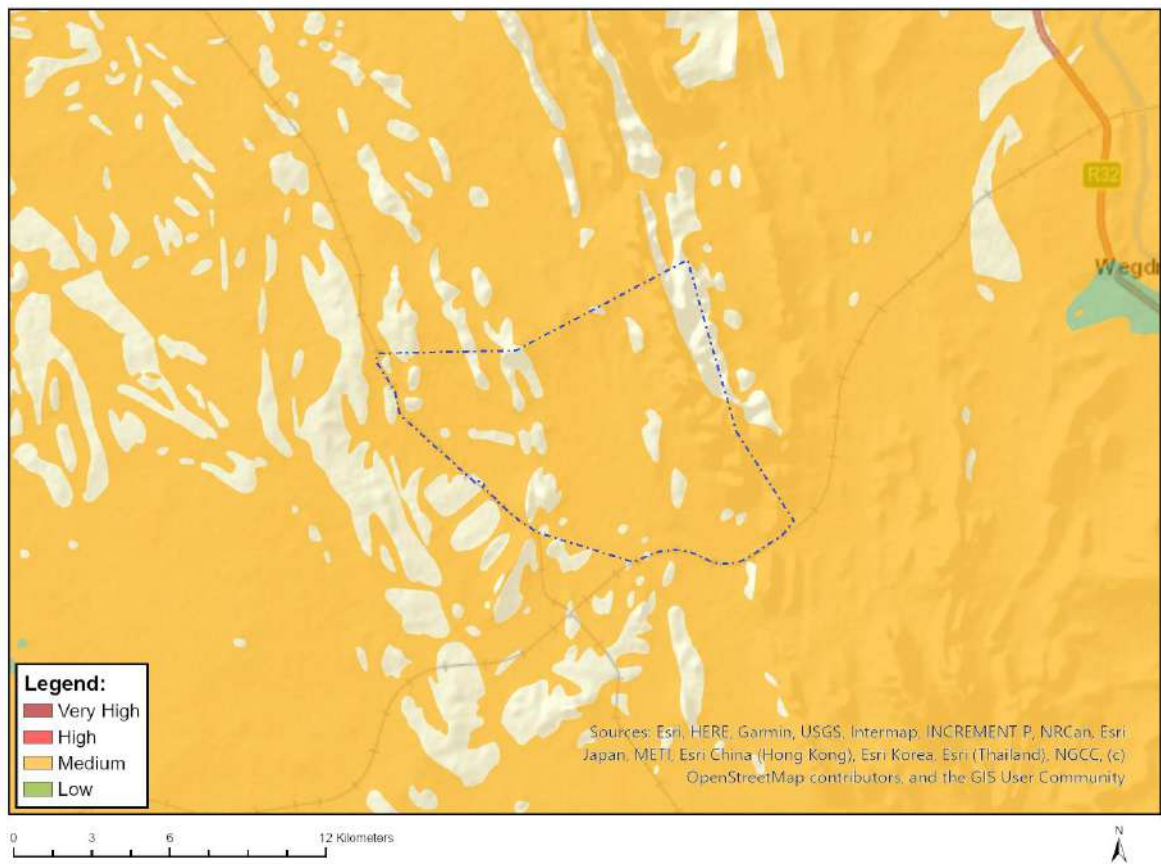 R32
Wegdr
Legend:
Very High
High
Medium
Low
Sources: Esri, HERE, Garmin, USGS, Intermap, INCREMENT P, NRCan, Esri
Japan, METI, Esri China (Hong Kong), Esri Korea, Esri (Thailand), NGCC, (c)
OpenStreetMap contributors, and the GIS User Community
0 3 6 12 Kilometers
N